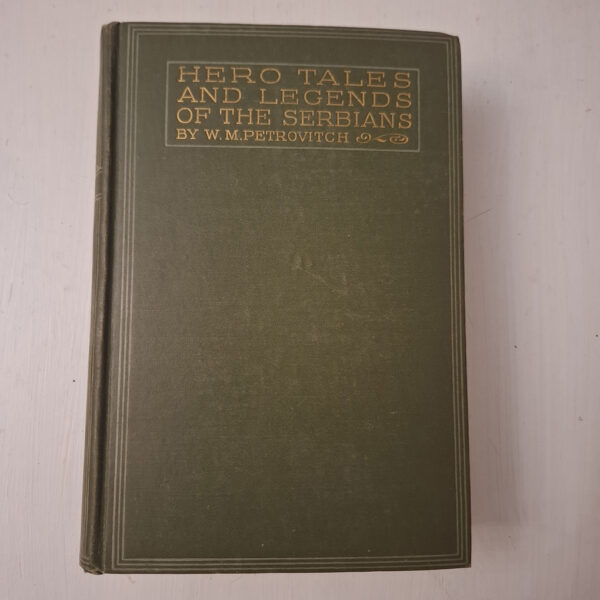 HERO TALES
AND LEGENDS
OF THE SERBIANS
BY W. M. PETROVITCH